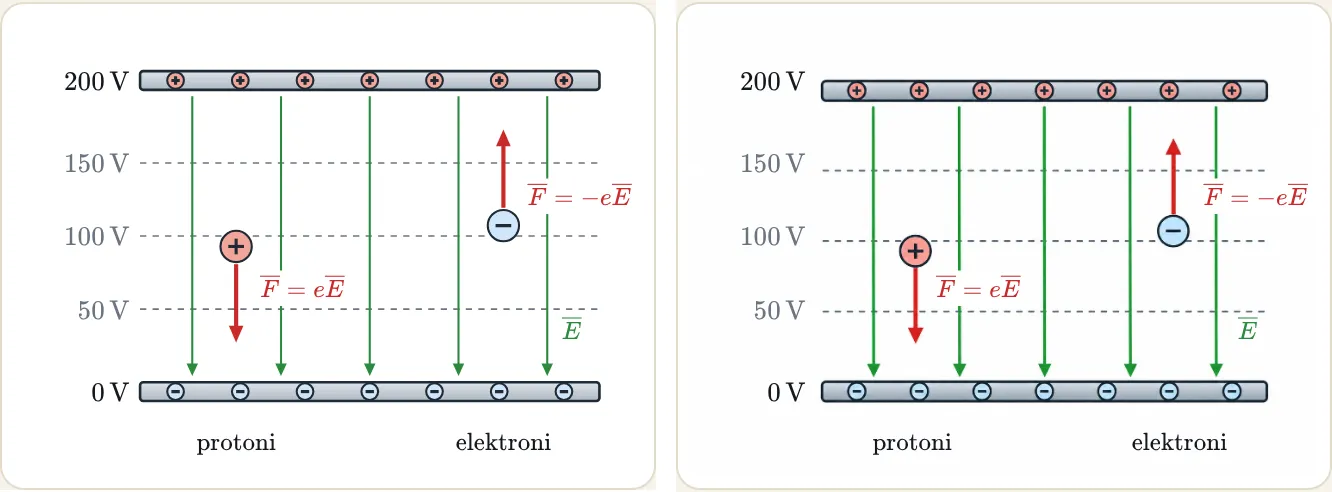 200 V
150 V
100 V
50 V
0 V
F̅ = −eE̅
F̅ = eE̅
E̅
protoni elektroni
200 V
150 V
100 V
50 V
0 V
F̅ = −eE̅
F̅ = eE̅
E̅
protoni elektroni